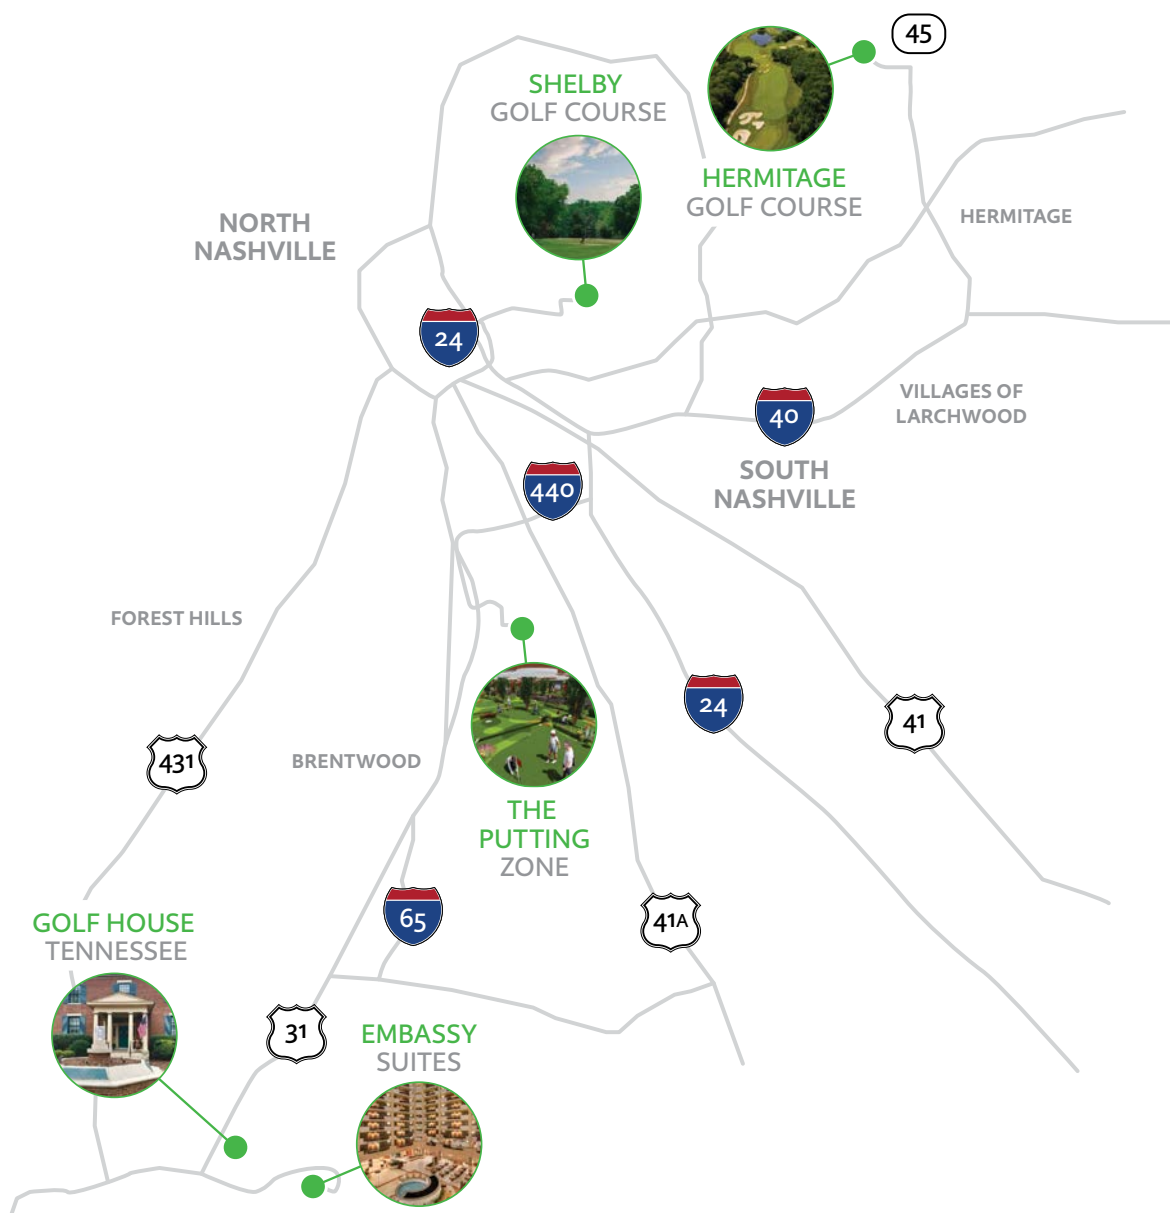 45
SHELBY
GOLF COURSE
HERMITAGE
GOLF COURSE
NORTH
NASHVILLE
HERMITAGE
24
VILLAGES OF
LARCHWOOD
40
SOUTH
NASHVILLE
440
FOREST HILLS
24
41
431
BRENTWOOD
THE
PUTTING
ZONE
65
41A
GOLF HOUSE
TENNESSEE
31
EMBASSY
SUITES